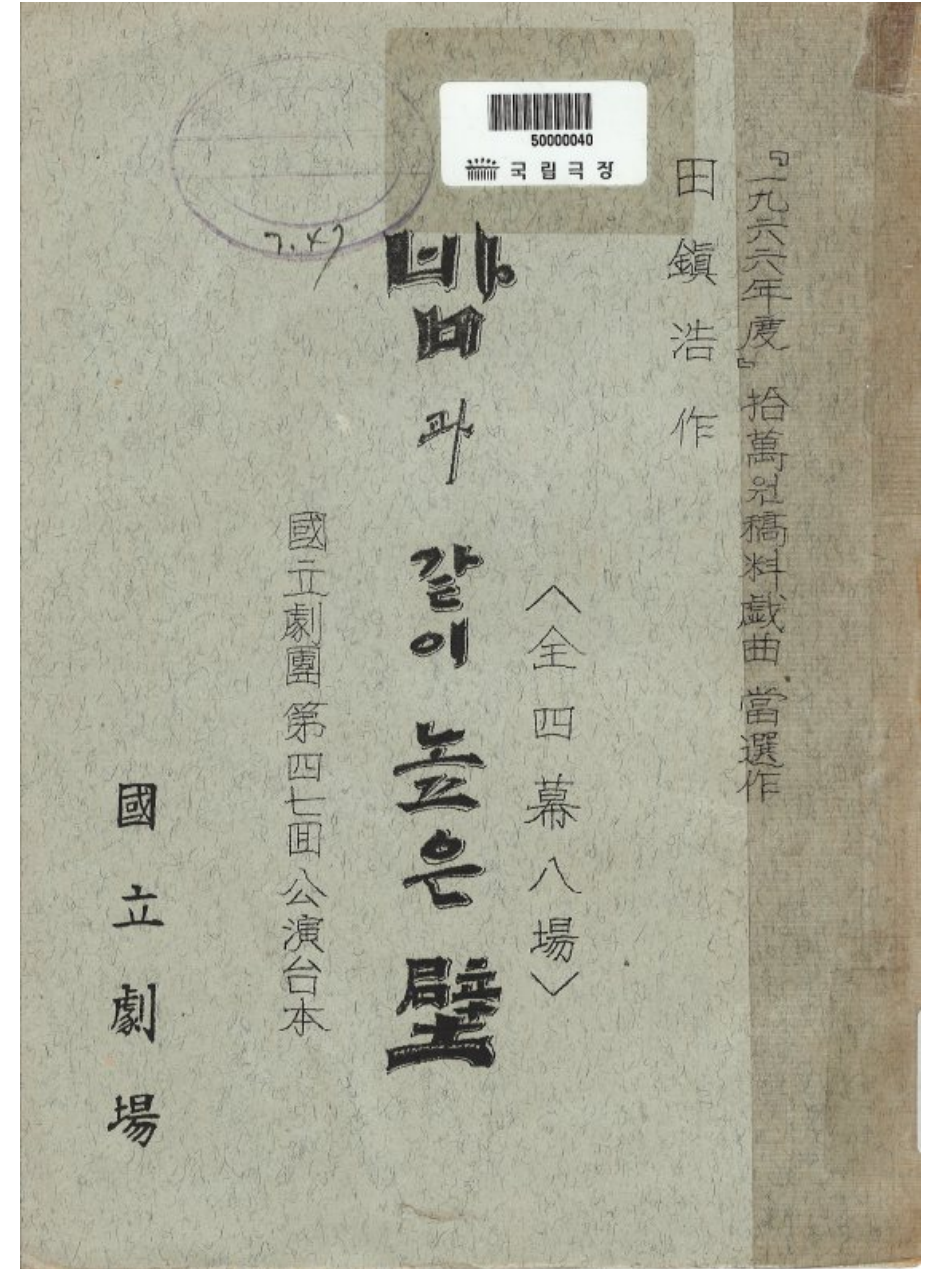 『一九六六年度』 拾萬원稿料戱曲 當選作
田鎭浩作
〈全四幕八場〉
밤과 같이 높은 壁
國立劇團 第四七回 公演台本
國立劇場
50000040
국립극장